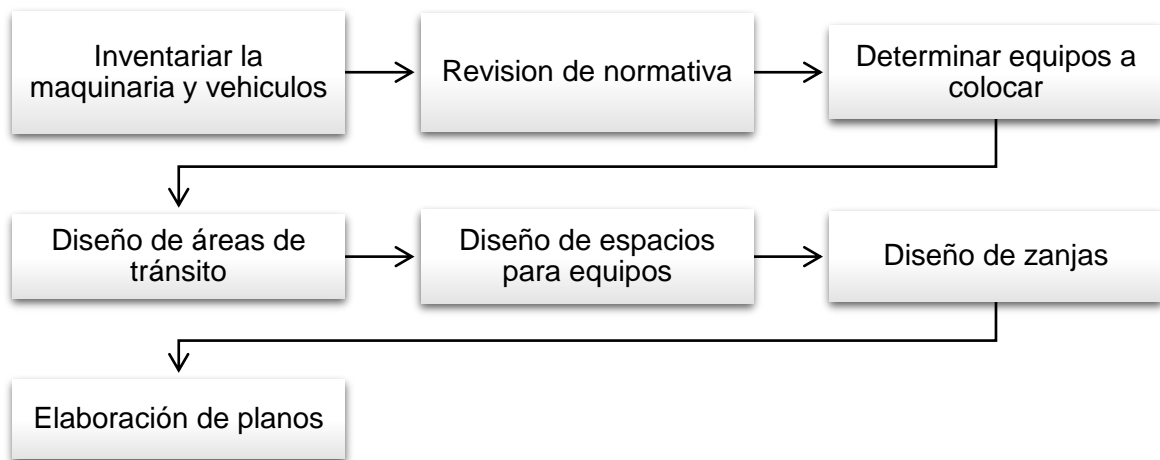 Inventariar la
maquinaria y vehiculos
Revision de normativa
Determinar equipos a
colocar
Diseño de áreas de
tránsito
Diseño de espacios
para equipos
Diseño de zanjas
Elaboración de planos